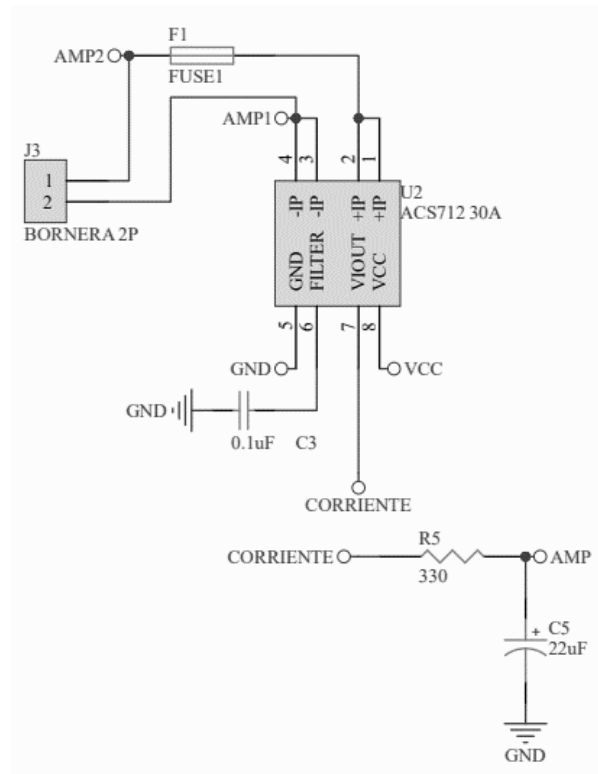 F1
AMP2
FUSE1
AMP1
J3
1
2
BORNERA 2P
4
3
2
1
-IP
-IP
+IP
+IP
U2
ACS712 30A
GND
FILTER
VIOUT
VCC
5
6
7
8
GND
VCC
GND
0.1uF C3
CORRIENTE
R5
CORRIENTE
AMP
330
+ C5
22uF
GND